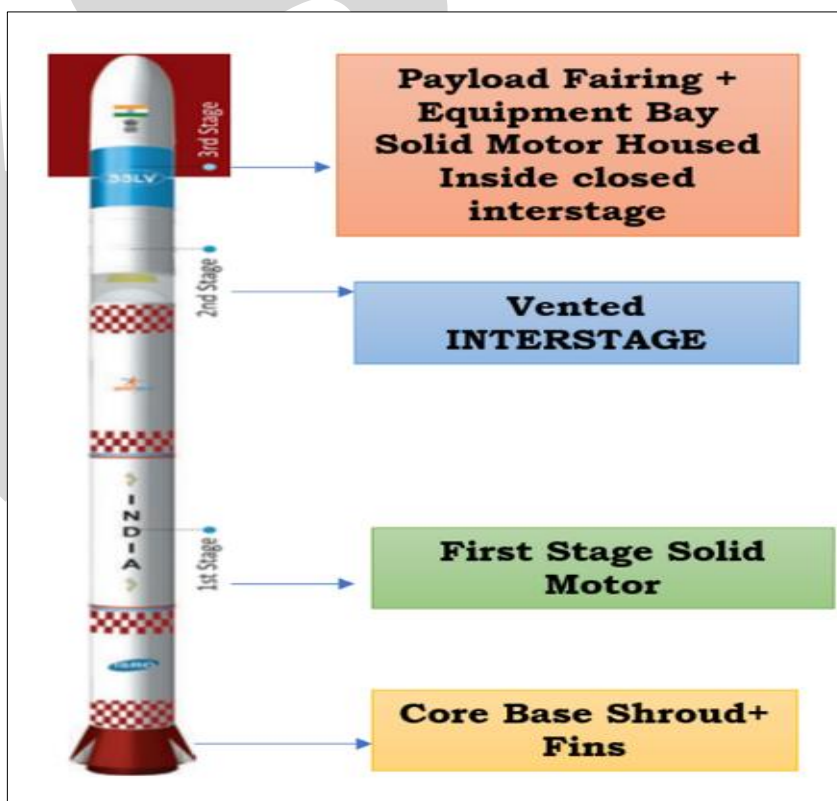 Payload Fairing +
Equipment Bay
Solid Motor Housed
Inside closed
interstage
3rd Stage
SSLV
2nd Stage
Vented
INTERSTAGE
INDIA
1st Stage
First Stage Solid
Motor
isro
Core Base Shroud+
Fins